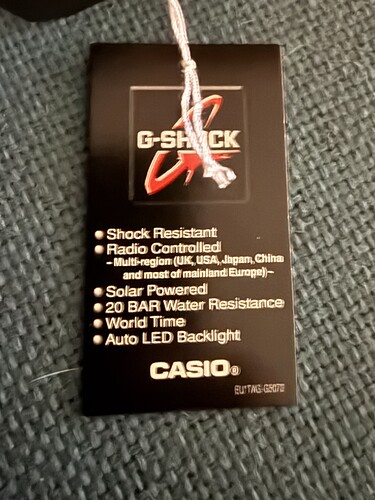 G-SHOCK
• Shock Resistant
• Radio Controlled
- Multi-region (UK, USA, Japan, China
and most of mainland Europe) -
• Solar Powered
• 20 BAR Water Resistance
• World Time
• Auto LED Backlight
CASIO®